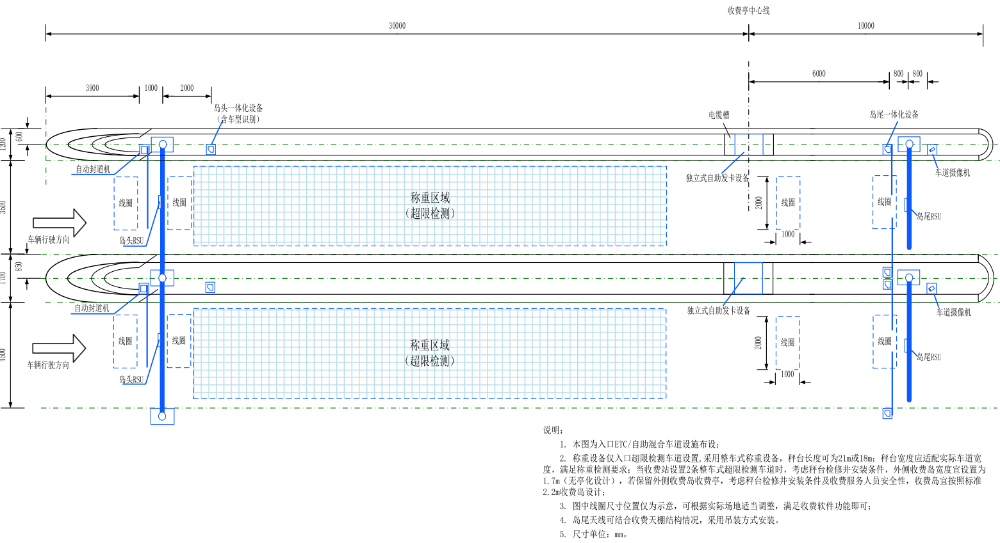 收费亭中心线
30000
10000
6000
800
800
3900
1000
2000
岛头一体化设备
（含车型识别）
电缆槽
岛尾一体化设备
600
1200
自动封道机
独立式自助发卡设备
车道摄像机
线圈
线圈
称重区域
（超限检测）
2000
线圈
线圈
3500
岛尾RSU
车辆行驶方向
岛头RSU
1000
850
1700
自动封道机
独立式自助发卡设备
车道摄像机
线圈
线圈
称重区域
（超限检测）
2000
线圈
线圈
4500
岛尾RSU
车辆行驶方向
岛头RSU
1000
说明：
1. 本图为入口ETC/自助混合车道设施布设；
2. 称重设备仅入口超限检测车道设置,采用整车式称重设备，秤台长度可为21m或18m；秤台宽度应适配实际车道宽
度，满足称重检测要求；当收费站设置2条整车式超限检测车道时，考虑秤台检修井安装条件，外侧收费岛宽度宜设置为
1.7m（无亭化设计），若保留外侧收费岛收费亭，考虑秤台检修井安装条件及收费服务人员安全性，收费岛宜按照标准
2.2m收费岛设计；
3. 图中线圈尺寸位置仅为示意，可根据实际场地适当调整，满足收费软件功能即可；
4. 岛尾天线可结合收费天棚结构情况，采用吊装方式安装。
5. 尺寸单位：mm。